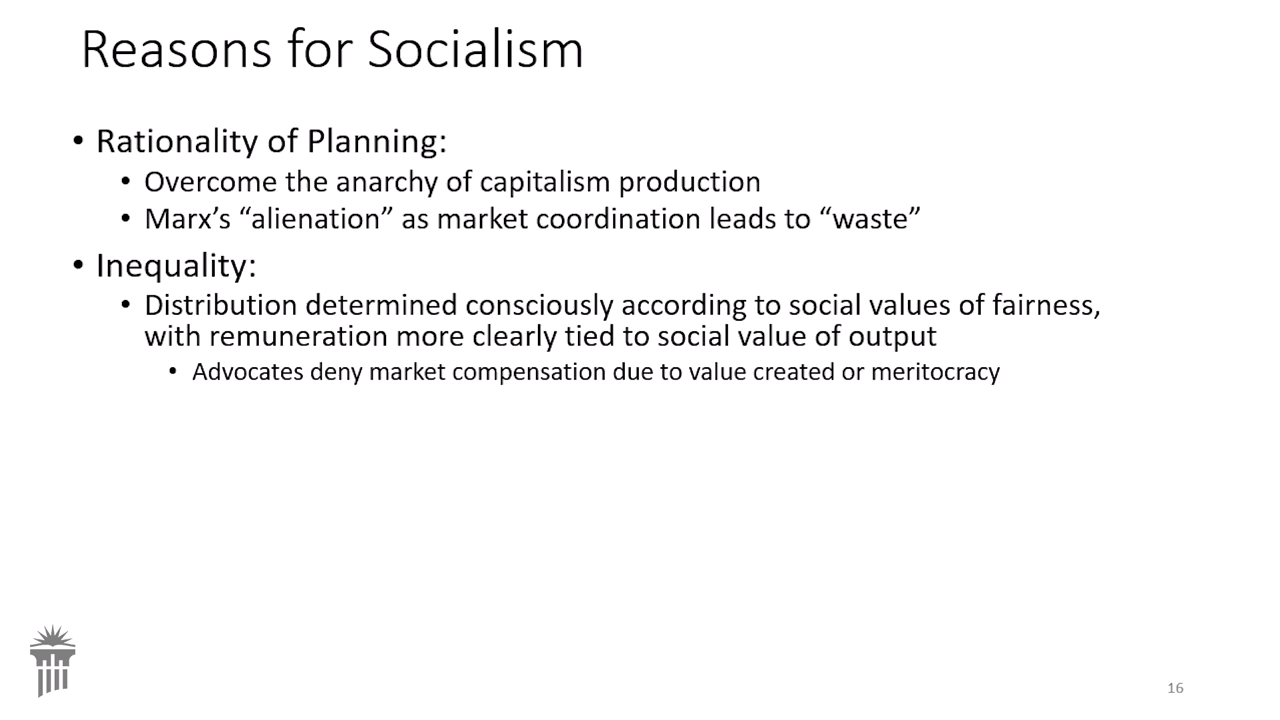 Reasons for Socialism
• Rationality of Planning:
• Overcome the anarchy of capitalism production
• Marx’s “alienation” as market coordination leads to “waste”
• Inequality:
• Distribution determined consciously according to social values of fairness,
with remuneration more clearly tied to social value of output
• Advocates deny market compensation due to value created or meritocracy
16